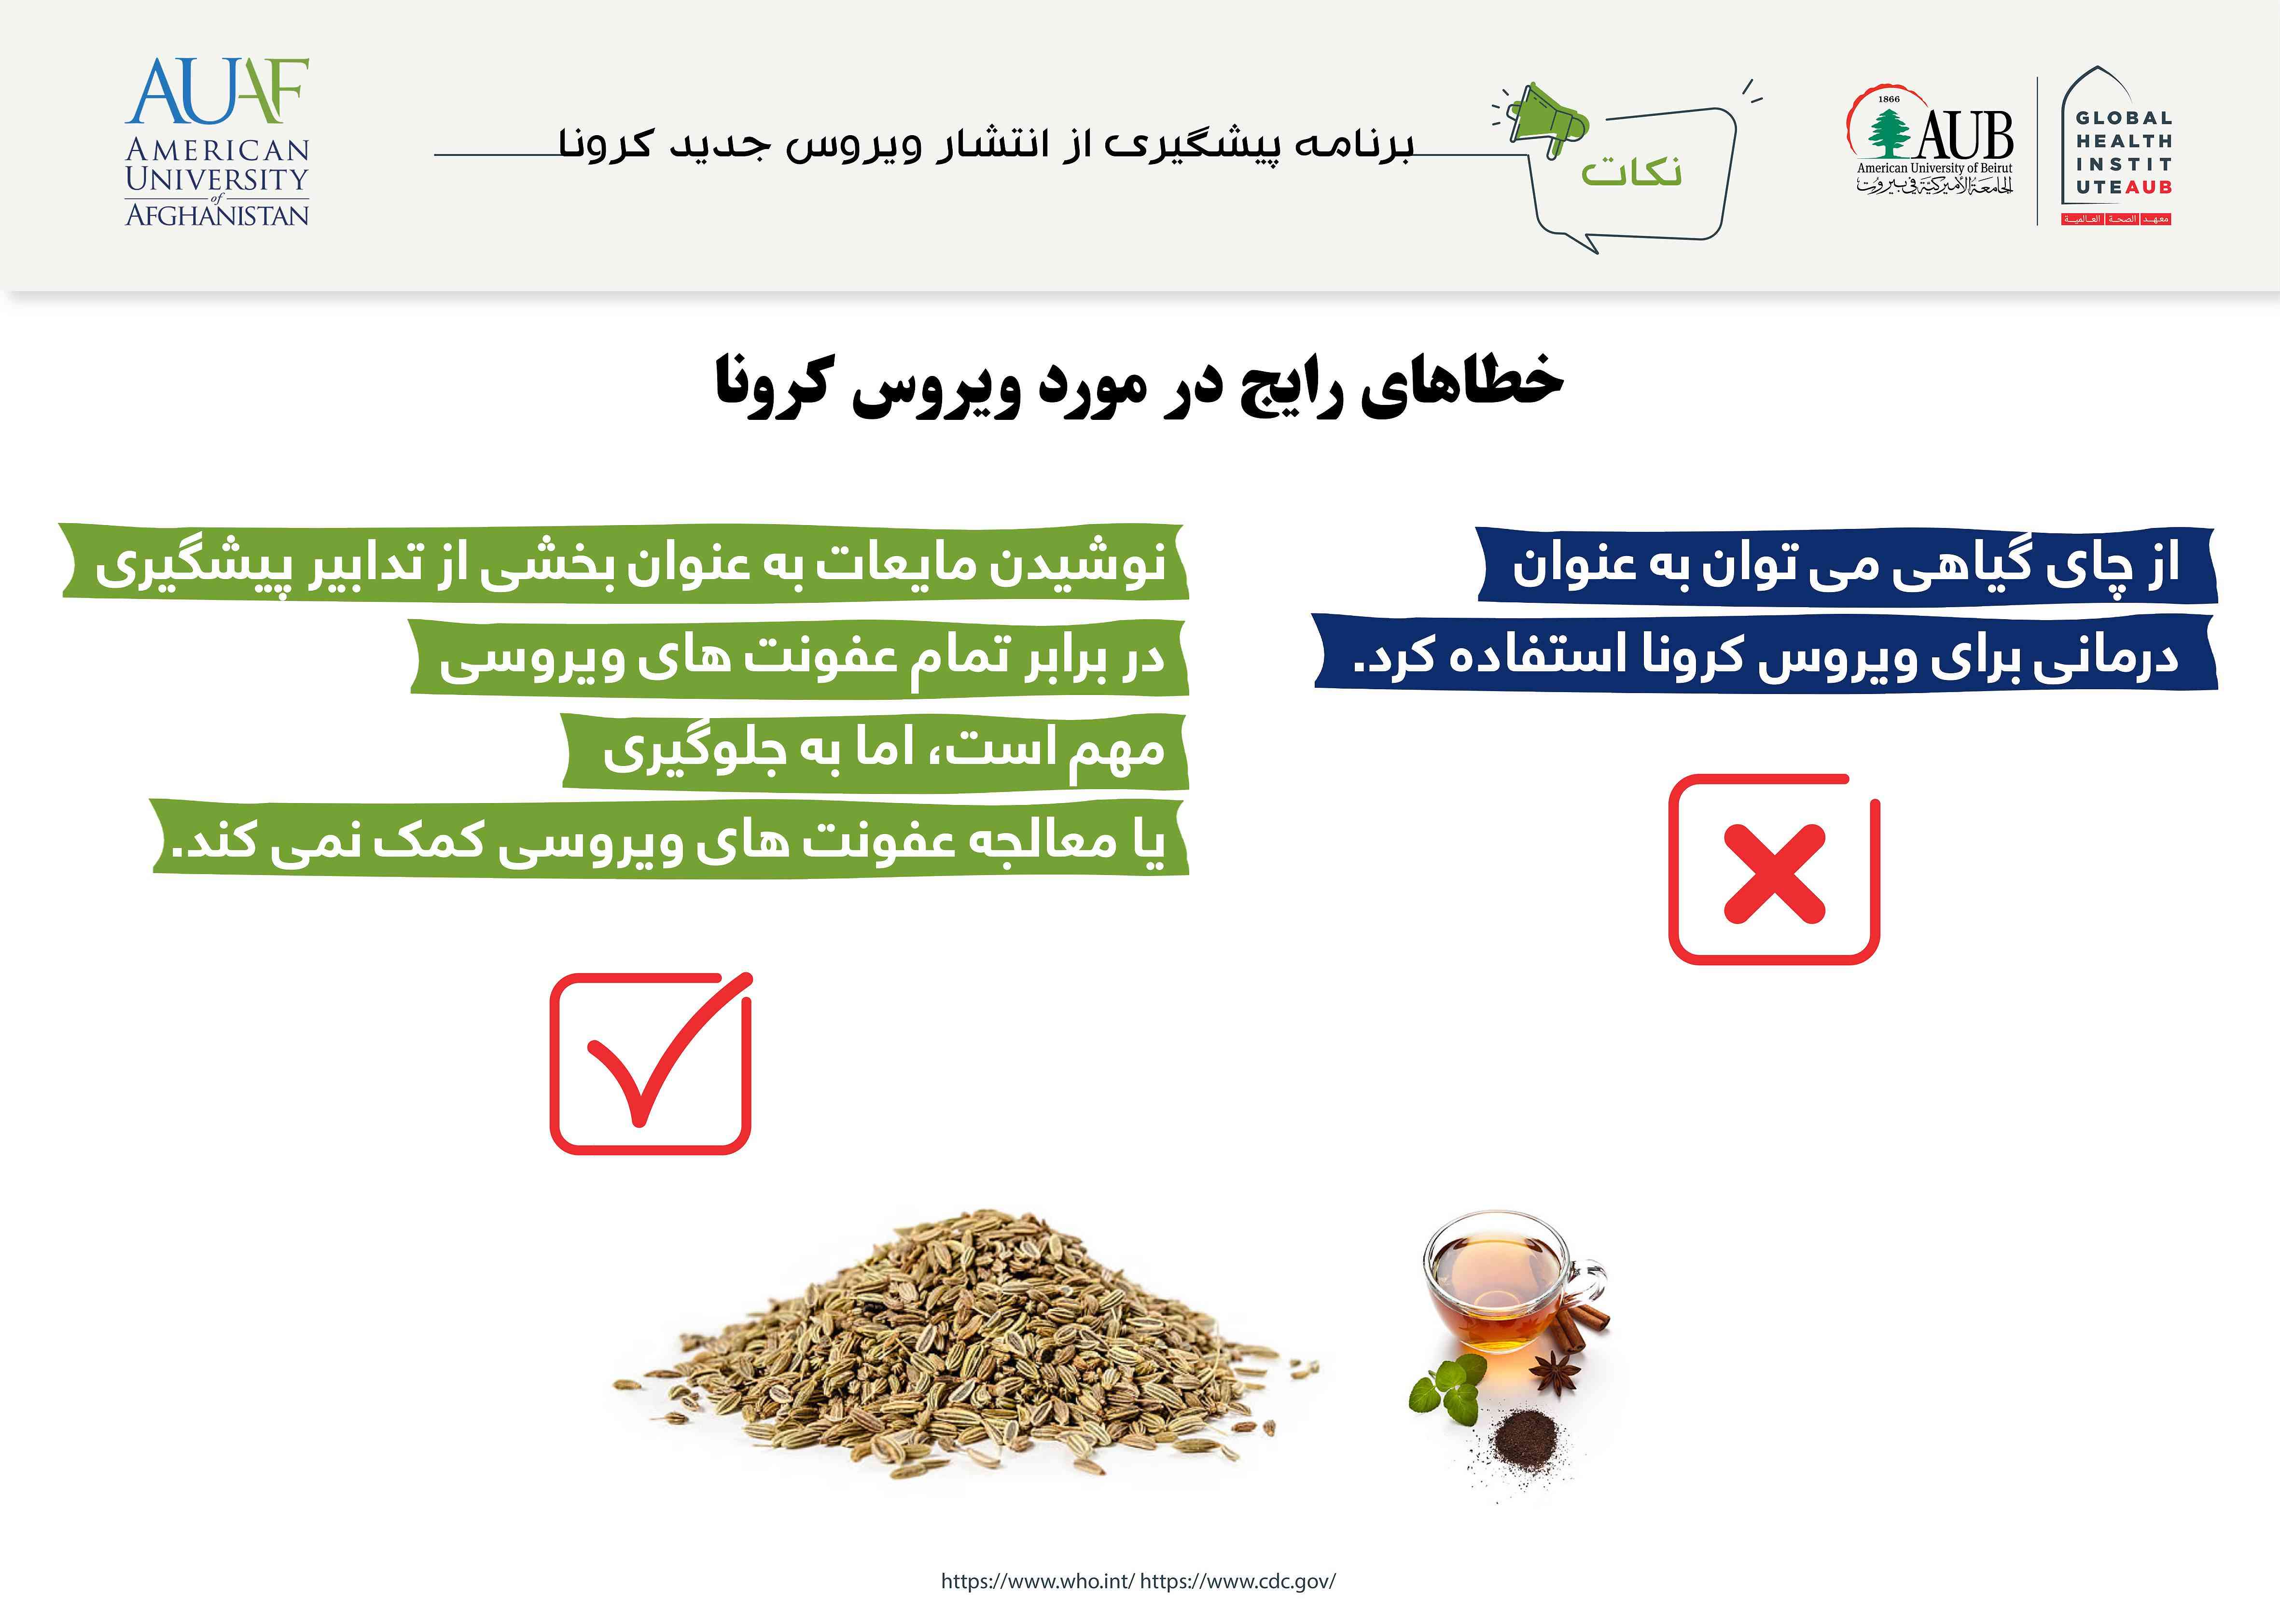 AUAF
AMERICAN
UNIVERSITY
of
AFGHANISTAN
برنامه پیشگیری از انتشار ویروس جدید کرونا
نکات
1866
AUB
American University of Beirut
الجامعة الأميركية في بيروت
GLOBAL
HEALTH
INSTIT
UTEAUB
معهد الصحة العالمية
خطاهای رایج در مورد ویروس کرونا
از چای گیاهی می توان به عنوان
درمانی برای ویروس کرونا استفاده کرد.
نوشیدن مایعات به عنوان بخشی از تدابیر پیشگیری
در برابر تمام عفونت های ویروسی
مهم است، اما به جلوگیری
یا معالجه عفونت های ویروسی کمک نمی کند.
https://www.who.int/ https://www.cdc.gov/